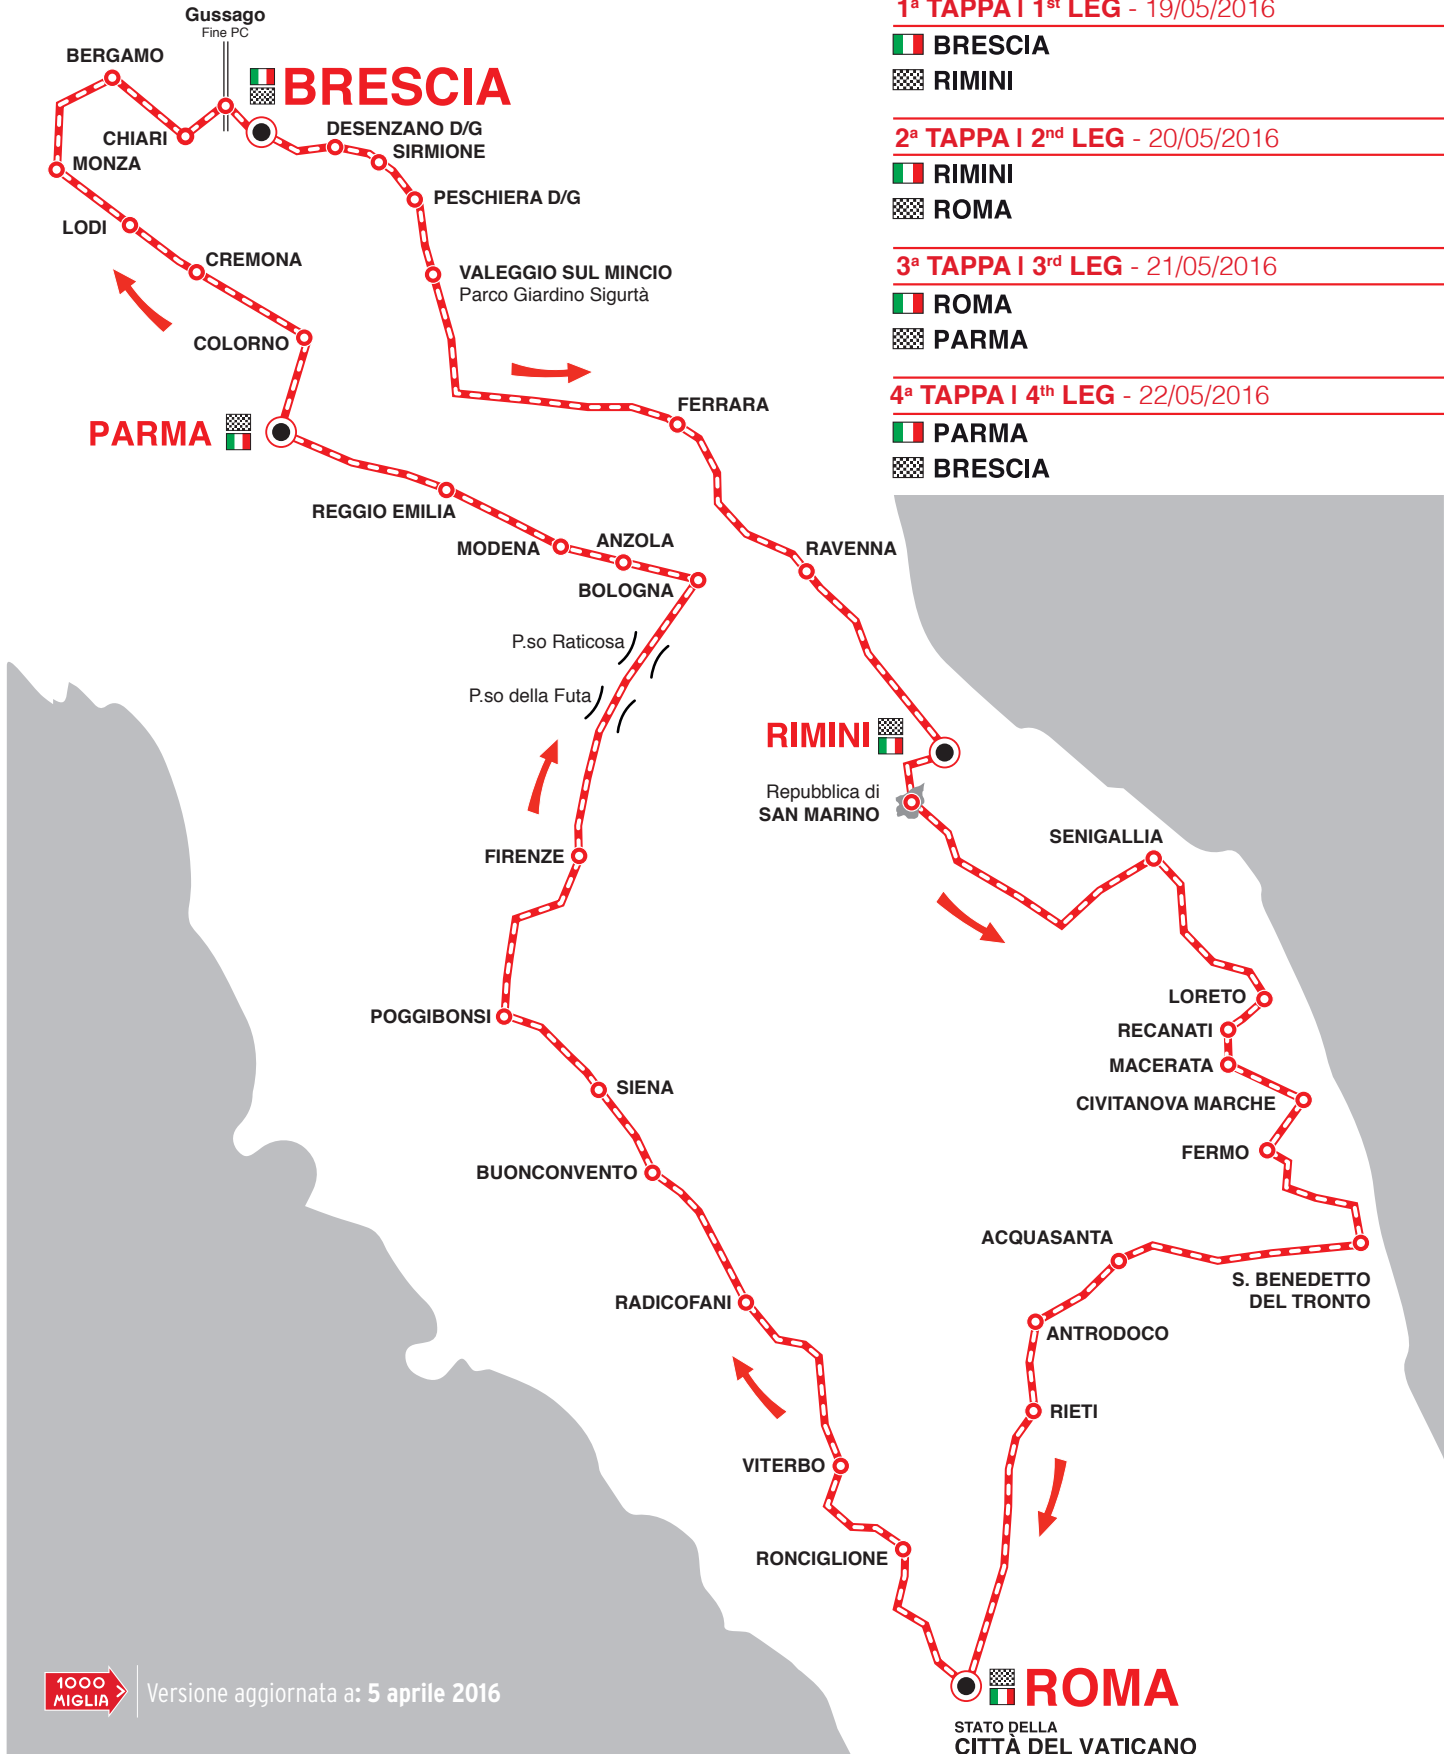 Gussago
Fine PC
BERGAMO
BRESCIA
CHIARI
DESENZANO D/G
SIRMIONE
MONZA
PESCHIERA D/G
LODI
CREMONA
VALEGGIO SUL MINCIO
Parco Giardino Sigurtà
COLORNO
FERRARA
PARMA
REGGIO EMILIA
MODENA
ANZOLA
BOLOGNA
RAVENNA
P.so Raticosa
P.so della Futa
RIMINI
Repubblica di
SAN MARINO
FIRENZE
SENIGALLIA
POGGIBONSI
LORETO
RECANATI
MACERATA
SIENA
CIVITANOVA MARCHE
BUONCONVENTO
FERMO
ACQUASANTA
S. BENEDETTO
DEL TRONTO
RADICOFANI
ANTRODOCO
RIETI
VITERBO
RONCIGLIONE
ROMA
STATO DELLA
CITTÀ DEL VATICANO
1ª TAPPA | 1st LEG - 19/05/2016
BRESCIA
RIMINI
2ª TAPPA | 2nd LEG - 20/05/2016
RIMINI
ROMA
3ª TAPPA | 3rd LEG - 21/05/2016
ROMA
PARMA
4ª TAPPA | 4th LEG - 22/05/2016
PARMA
BRESCIA
1000
MIGLIA
Versione aggiornata a: 5 aprile 2016